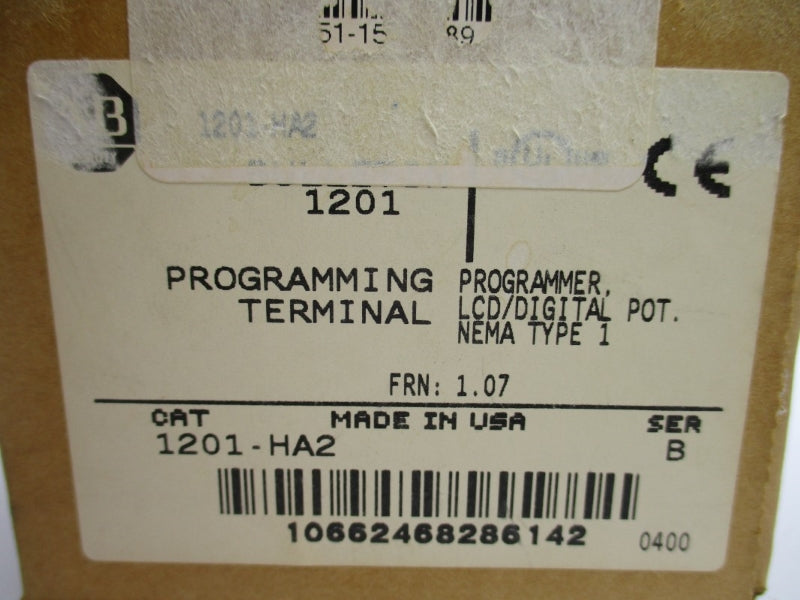 51-15 89
1201-HA2
1201
PROGRAMMING
TERMINAL
PROGRAMMER,
LCD/DIGITAL POT.
NEMA TYPE 1
FRN: 1.07
CAT MADE IN USA SER
1201-HA2 B
10662468286142 0400